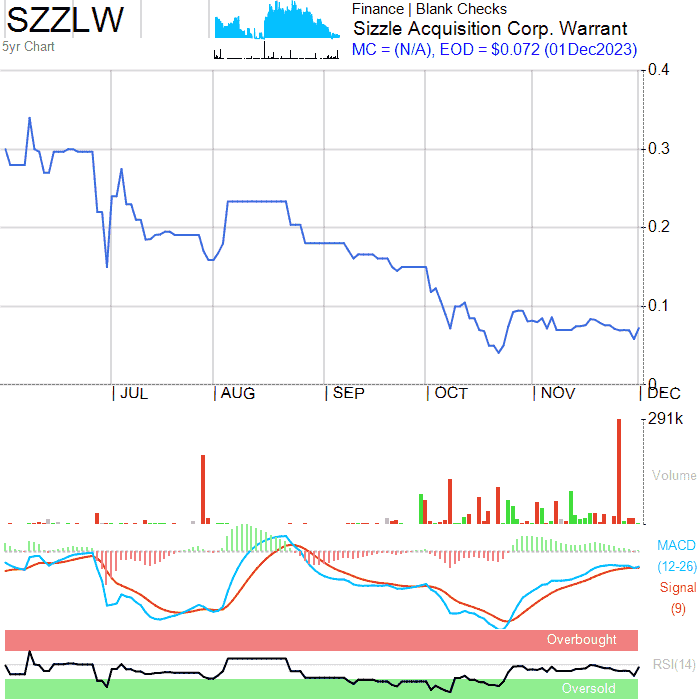 SZZLW
5yr Chart
Finance | Blank Checks
Sizzle Acquisition Corp. Warrant
MC = (N/A), EOD = $0.072 (01Dec2023)
0.4
0.3
0.2
0.1
0
JUL AUG SEP OCT NOV DEC
291k
Volume
MACD
(12-26)
Signal
(9)
Overbought
RSI(14)
Oversold